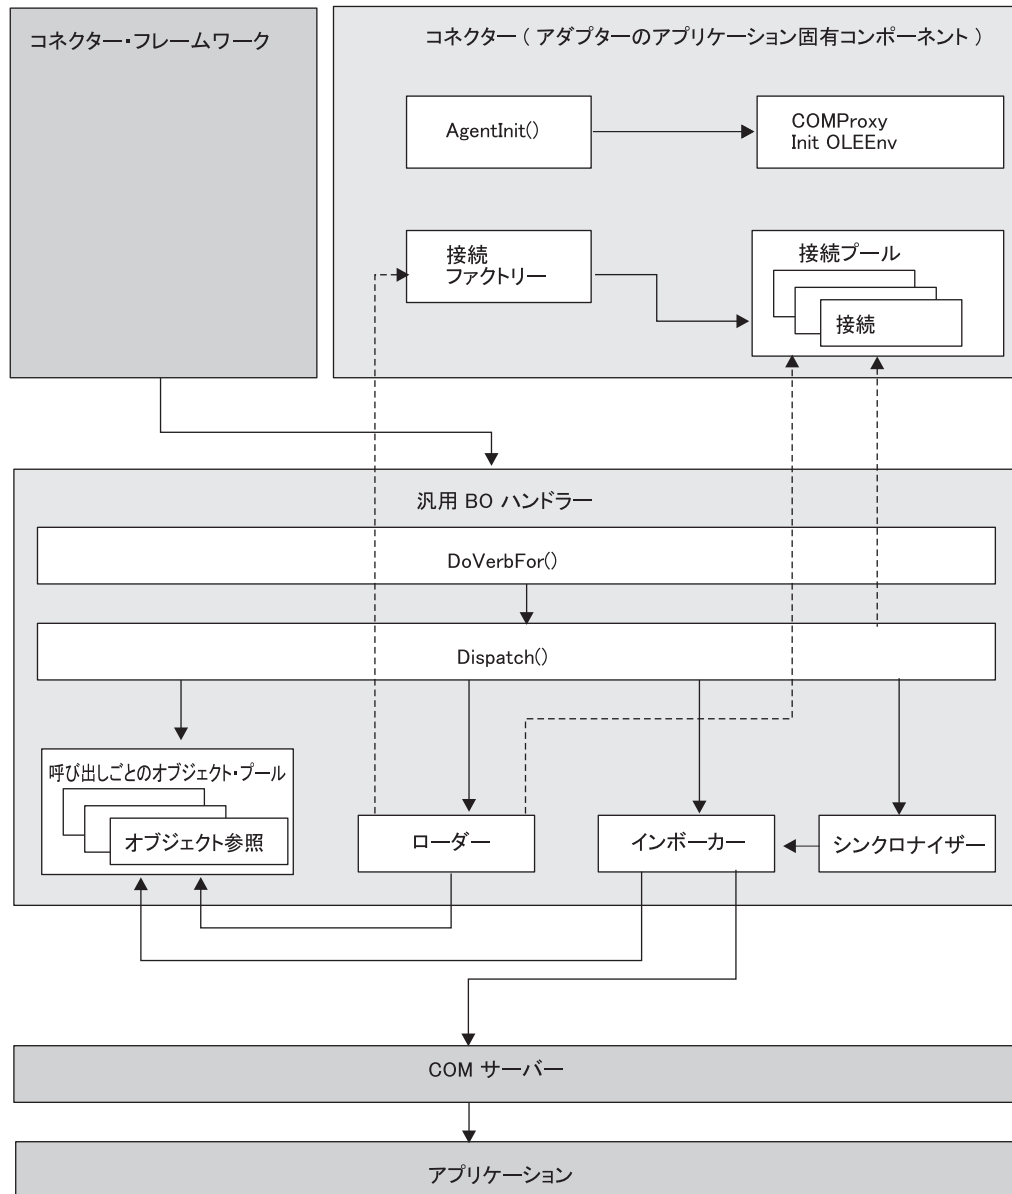 コネクター・フレームワーク
コネクター ( アダプターのアプリケーション固有コンポーネント )
AgentInit()
COMProxy
Init OLEEnv
接続
ファクトリー
接続プール
接続
汎用 BO ハンドラー
DoVerbFor()
Dispatch()
呼び出しごとのオブジェクト・プール
オブジェクト参照
ローダー
インボーカー
シンクロナイザー
COM サーバー
アプリケーション